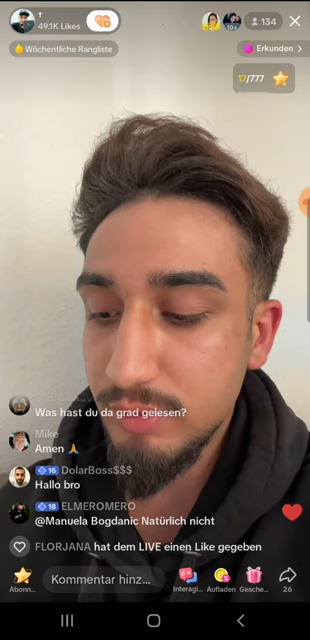 t
49.1K Likes
10+
134
Wöchentliche Rangliste
Erkunden >
17/777
Was hast du da grad gelesen?
Mike
Amen 🙏
16 DolarBoss$$$
Hallo bro
18 ELMEROMERO
@Manuela Bogdanic Natürlich nicht
FLORJANA hat dem LIVE einen Like gegeben
Kommentar hinz...
Abonn...
Interagi...
Aufladen
Gesche...
26